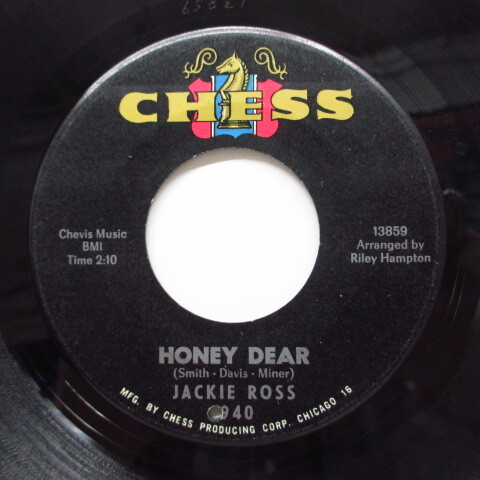 CHESS
Chevis Music
BMI
Time 2:10
13859
Arranged by
Riley Hampton
HONEY DEAR
(Smith - Davis - Miner)
JACKIE ROSS
940
MFG. BY CHESS PRODUCING CORP. CHICAGO 16